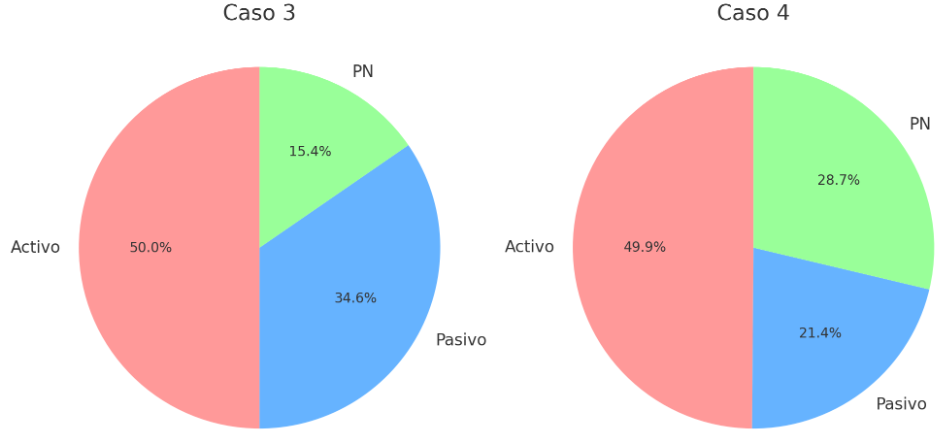 Caso 3
PN
15.4%
Activo
50.0%
34.6%
Pasivo
Caso 4
PN
28.7%
Activo
49.9%
21.4%
Pasivo